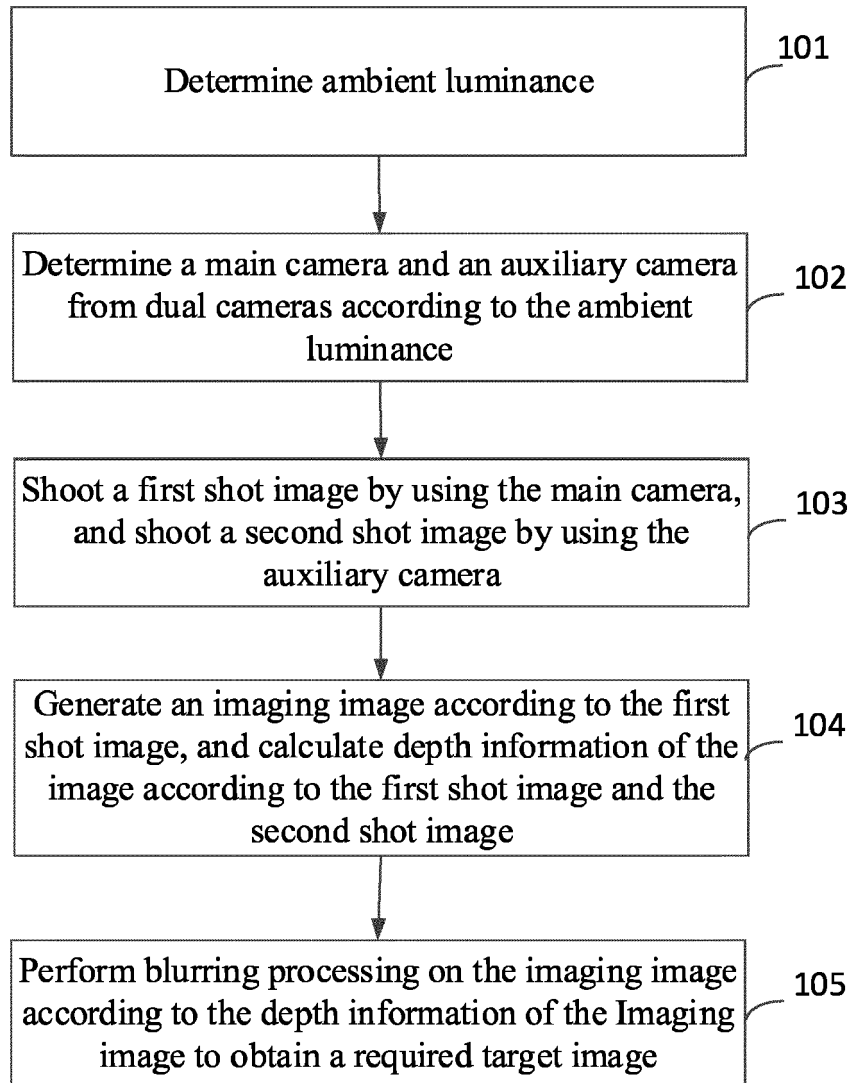 Determine ambient luminance
101
Determine a main camera and an auxiliary camera
from dual cameras according to the ambient
luminance
102
Shoot a first shot image by using the main camera,
and shoot a second shot image by using the
auxiliary camera
103
Generate an imaging image according to the first
shot image, and calculate depth information of the
image according to the first shot image and the
second shot image
104
Perform blurring processing on the imaging image
according to the depth information of the Imaging
image to obtain a required target image
105